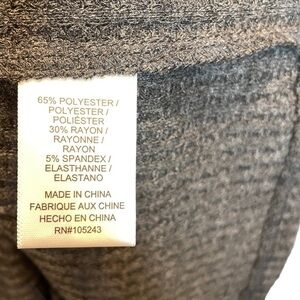 65% POLYESTER /
POLYESTER /
POLIÉSTER
30% RAYON /
RAYONNE /
RAYON
5% SPANDEX /
ELASTHANNE /
ELASTANO
MADE IN CHINA
FABRIQUE AUX CHINE
HECHO EN CHINA
RN#105243